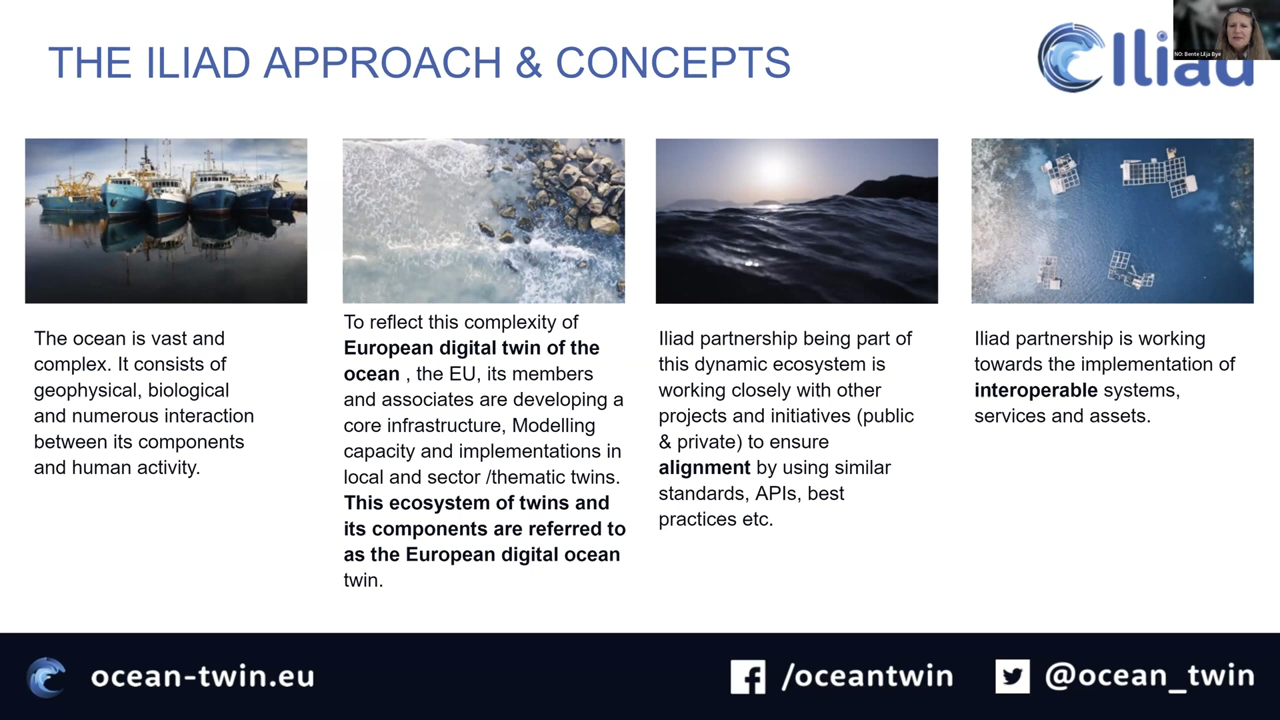 THE ILIAD APPROACH & CONCEPTS
Iliad
NO: Bente Lilja Bye
The ocean is vast and
complex. It consists of
geophysical, biological
and numerous interaction
between its components
and human activity.
To reflect this complexity of
European digital twin of the
ocean , the EU, its members
and associates are developing a
core infrastructure, Modelling
capacity and implementations in
local and sector /thematic twins.
This ecosystem of twins and
its components are referred to
as the European digital ocean
twin.
Iliad partnership being part of
this dynamic ecosystem is
working closely with other
projects and initiatives (public
& private) to ensure
alignment by using similar
standards, APIs, best
practices etc.
Iliad partnership is working
towards the implementation of
interoperable systems,
services and assets.
ocean-twin.eu
/oceantwin
@ocean_twin